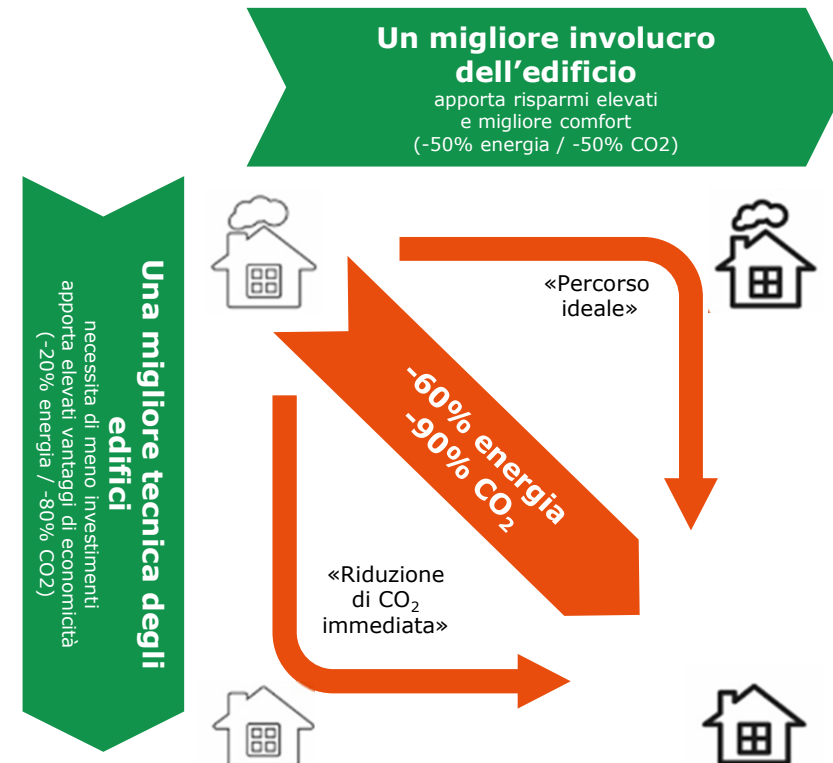 Un migliore involucro
dell’edificio
apporta risparmi elevati
e migliore comfort
(-50% energia / -50% CO2)
Una migliore tecnica degli
edifici
necessita di meno investimenti
apporta elevati vantaggi di economicità
(-20% energia / -80% CO2)
«Percorso
ideale»
-60% energia
-90% CO₂
«Riduzione
di CO₂
immediata»